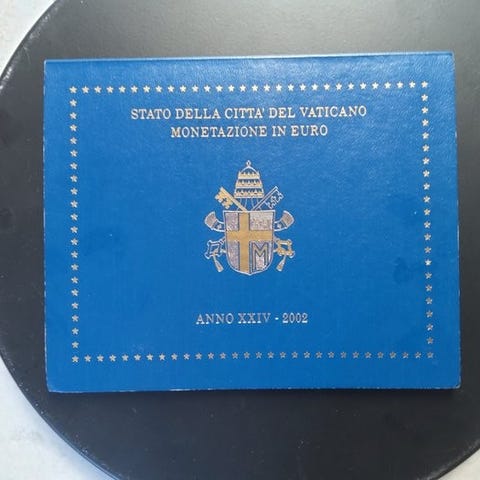 STATO DELLA CITTA' DEL VATICANO
MONETAZIONE IN EURO
M
ANNO XXIV - 2002